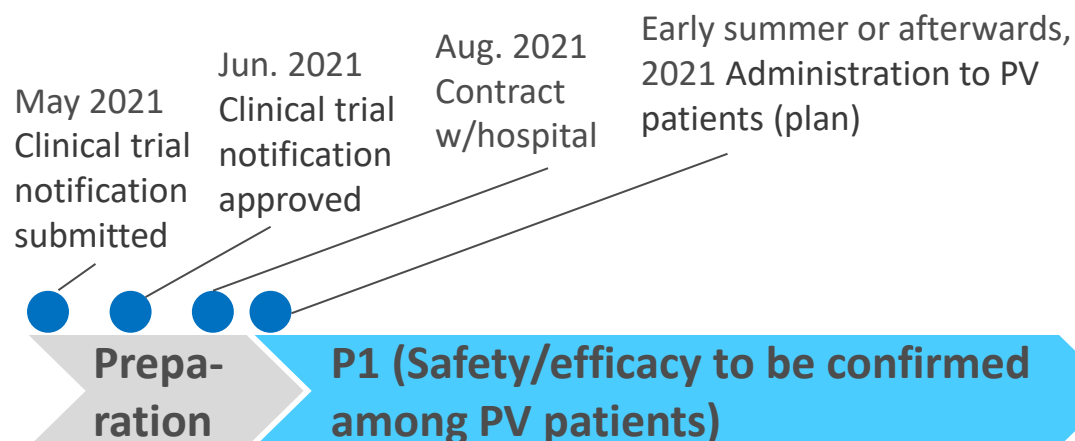 May 2021
Clinical trial
notification
submitted
Jun. 2021
Clinical trial
notification
approved
Aug. 2021
Contract
w/hospital
Early summer or afterwards,
2021 Administration to PV
patients (plan)
Prepa-
ration
P1 (Safety/efficacy to be confirmed
among PV patients)